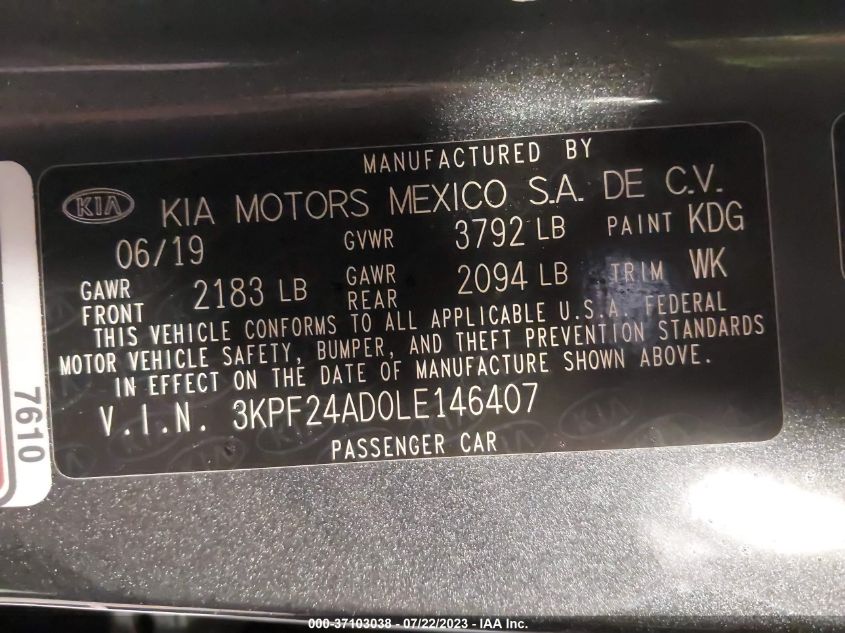 MANUFACTURED BY
KIA KIA MOTORS MEXICO S.A. DE C.V.
06/19 GVWR 3792 LB PAINT KDG
GAWR FRONT 2183 LB GAWR REAR 2094 LB TRIM WK
THIS VEHICLE CONFORMS TO ALL APPLICABLE U.S.A. FEDERAL
MOTOR VEHICLE SAFETY, BUMPER, AND THEFT PREVENTION STANDARDS
IN EFFECT ON THE DATE OF MANUFACTURE SHOWN ABOVE.
V.I.N. 3KPF24AD0LE146407
PASSENGER CAR
7610
000-37103038 - 07/22/2023 - IAA Inc.